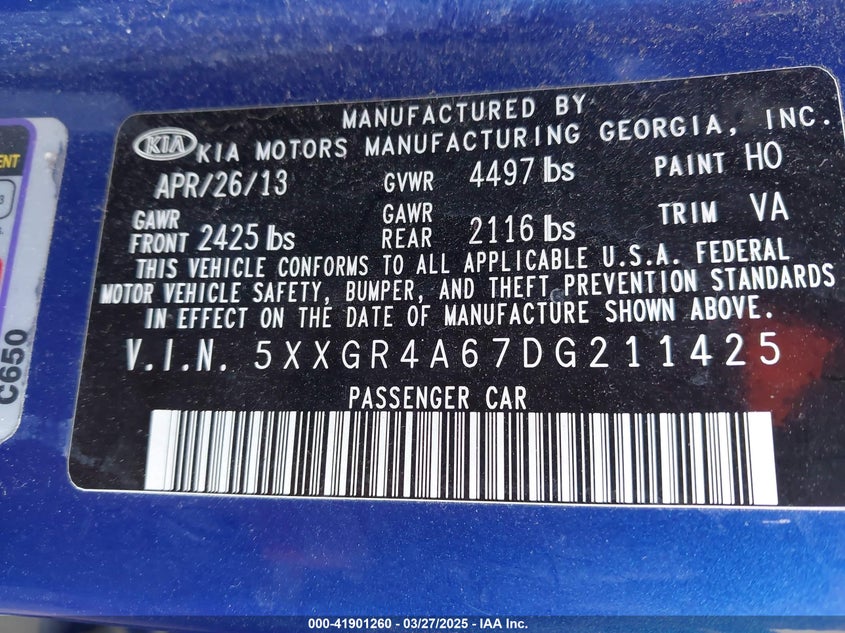 MANUFACTURED BY
KIA KIA MOTORS MANUFACTURING GEORGIA, INC.
APR/26/13 GVWR 4497 lbs PAINT HO
GAWR FRONT 2425 lbs GAWR REAR 2116 lbs TRIM VA
THIS VEHICLE CONFORMS TO ALL APPLICABLE U.S.A. FEDERAL
MOTOR VEHICLE SAFETY, BUMPER, AND THEFT PREVENTION STANDARDS
IN EFFECT ON THE DATE OF MANUFACTURE SHOWN ABOVE.
V.I.N. 5XXGR4A67DG211425
PASSENGER CAR
C650
000-41901260 - 03/27/2025 - IAA Inc.